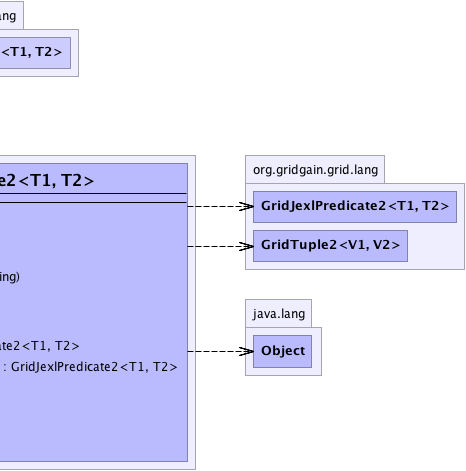 ang
<T1, T2>
e2<T1, T2>
ing)
ate2<T1, T2>
: GridJexlPredicate2<T1, T2>
org.gridgain.grid.lang
GridJexlPredicate2<T1, T2>
GridTuple2<V1, V2>
java.lang
Object